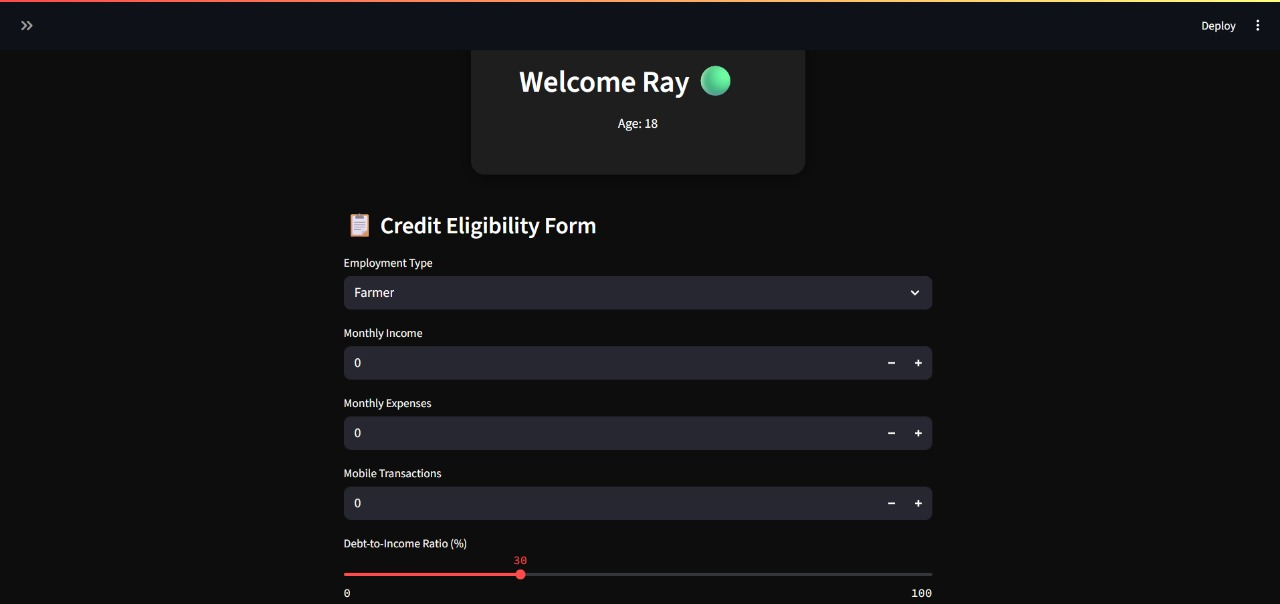 Deploy
Welcome Ray
Age: 18
Credit Eligibility Form
Employment Type
Farmer
Monthly Income
0
Monthly Expenses
0
Mobile Transactions
0
Debt-to-Income Ratio (%)
30
0 100